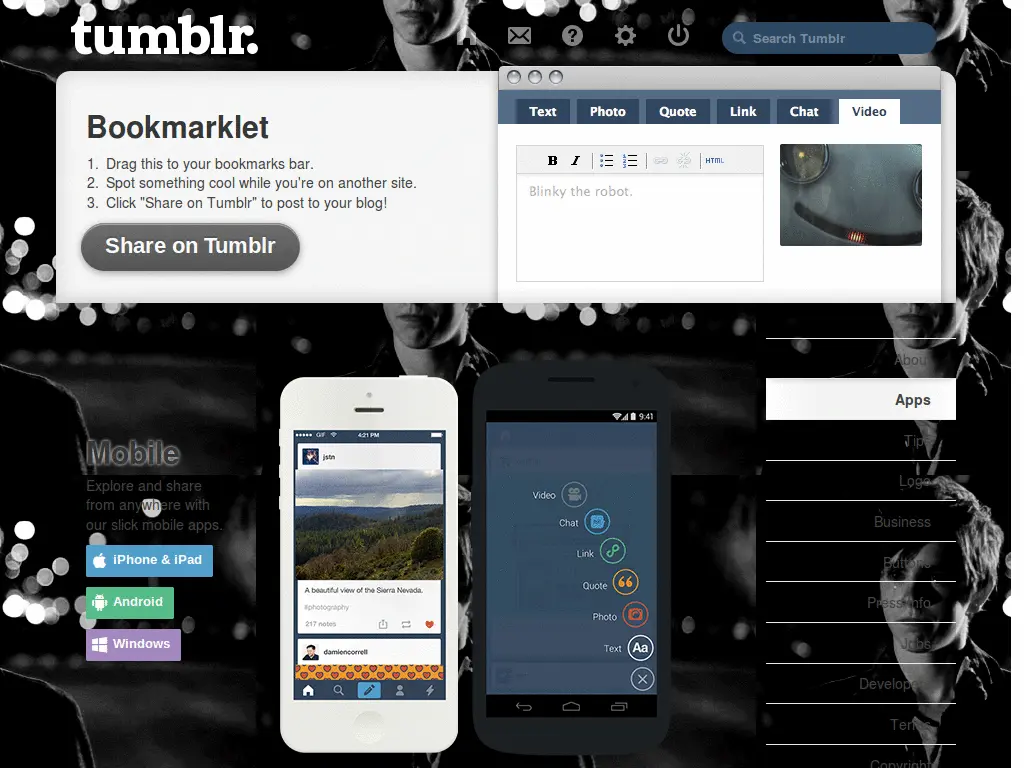 tumblr.
Search Tumblr
Bookmarklet
1. Drag this to your bookmarks bar.
2. Spot something cool while you're on another site.
3. Click "Share on Tumblr" to post to your blog!
Share on Tumblr
Text Photo Quote Link Chat Video
B I HTML
Blinky the robot.
About
Apps
Tips
Logo
Business
Buttons
Press Info
Jobs
Developers
Terms
Copyright
Mobile
Explore and share
from anywhere with
our slick mobile apps.
iPhone & iPad
Android
Windows
GIF 4:21 PM
jstn
A beautiful view of the Sierra Nevada.
#photography
217 notes
damiencorrell
9:41
Video
Chat
Link
Quote
Photo
Text Aa